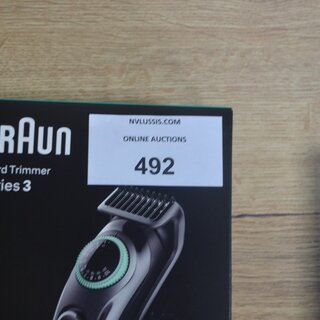 NVLUSSIS.COM
ONLINE AUCTIONS
492
RAUN
rd Trimmer
ies 3